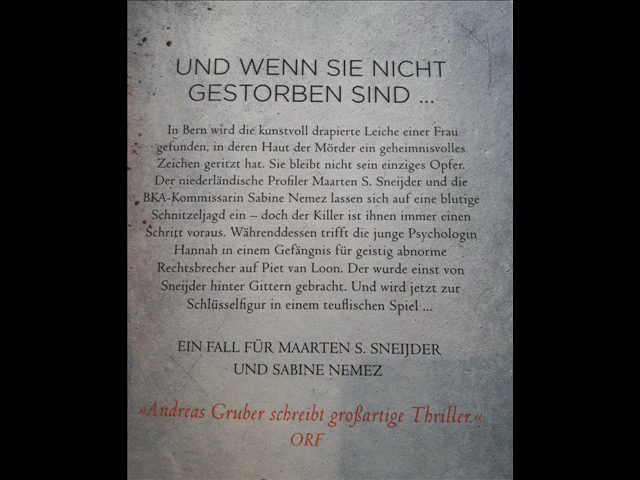 UND WENN SIE NICHT
GESTORBEN SIND ...
In Bern wird die kunstvoll drapierte Leiche einer Frau
gefunden, in deren Haut der Mörder ein geheimnisvolles
Zeichen geritzt hat. Sie bleibt nicht sein einziges Opfer.
Der niederländische Profiler Maarten S. Sneijder und die
BKA-Kommissarin Sabine Nemez lassen sich auf eine blutige
Schnitzeljagd ein – doch der Killer ist ihnen immer einen
Schritt voraus. Währenddessen trifft die junge Psychologin
Hannah in einem Gefängnis für geistig abnorme
Rechtsbrecher auf Piet van Loon. Der wurde einst von
Sneijder hinter Gittern gebracht. Und wird jetzt zur
Schlüsselfigur in einem teuflischen Spiel ...
EIN FALL FÜR MAARTEN S. SNEIJDER
UND SABINE NEMEZ
»Andreas Gruber schreibt großartige Thriller.«
ORF